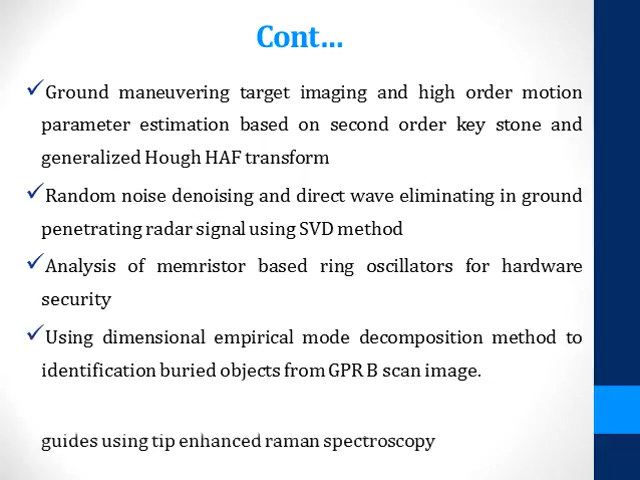 Cont...
✓Ground maneuvering target imaging and high order motion
parameter estimation based on second order key stone and
generalized Hough HAF transform
✓Random noise denoising and direct wave eliminating in ground
penetrating radar signal using SVD method
✓Analysis of memristor based ring oscillators for hardware
security
✓Using dimensional empirical mode decomposition method to
identification buried objects from GPR B scan image.
guides using tip enhanced raman spectroscopy